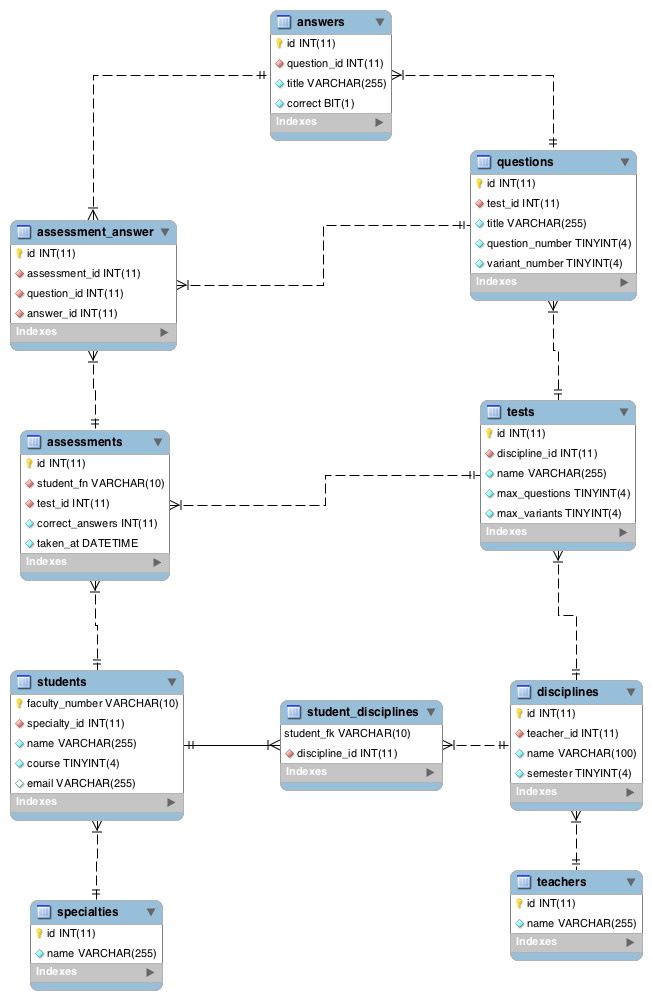 answers
id INT(11)
question_id INT(11)
title VARCHAR(255)
correct BIT(1)
Indexes
questions
id INT(11)
test_id INT(11)
title VARCHAR(255)
question_number TINYINT(4)
variant_number TINYINT(4)
Indexes
assessment_answer
id INT(11)
assessment_id INT(11)
question_id INT(11)
answer_id INT(11)
Indexes
tests
id INT(11)
discipline_id INT(11)
name VARCHAR(255)
max_questions TINYINT(4)
max_variants TINYINT(4)
Indexes
assessments
id INT(11)
student_fn VARCHAR(10)
test_id INT(11)
correct_answers INT(11)
taken_at DATETIME
Indexes
students
faculty_number VARCHAR(10)
specialty_id INT(11)
name VARCHAR(255)
course TINYINT(4)
email VARCHAR(255)
Indexes
student_disciplines
student_fk VARCHAR(10)
discipline_id INT(11)
Indexes
disciplines
id INT(11)
teacher_id INT(11)
name VARCHAR(100)
semester TINYINT(4)
Indexes
teachers
id INT(11)
name VARCHAR(255)
Indexes
specialties
id INT(11)
name VARCHAR(255)
Indexes